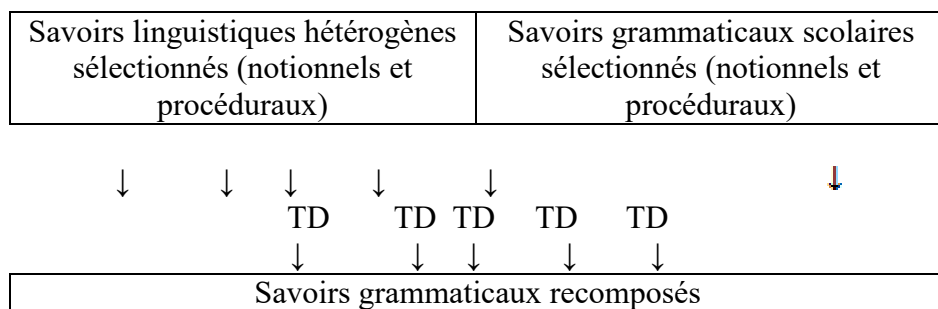 Savoirs linguistiques hétérogènes
sélectionnés (notionnels et
procéduraux)
Savoirs grammaticaux scolaires
sélectionnés (notionnels et
procéduraux)
↓ ↓ ↓ ↓ ↓ ↓
TD TD TD TD TD
↓ ↓ ↓ ↓ ↓
Savoirs grammaticaux recomposés